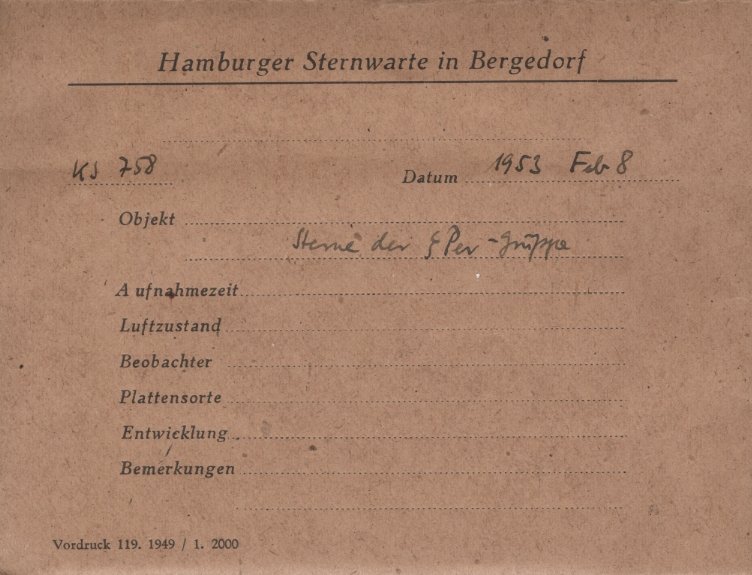 Hamburger Sternwarte in Bergedorf
KS 758
Datum 1953 Feb 8
Objekt
Sterne der ζ Per-Gruppe
Aufnahmezeit
Luftzustand
Beobachter
Plattensorte
Entwicklung
Bemerkungen
Vordruck 119. 1949 / 1. 2000